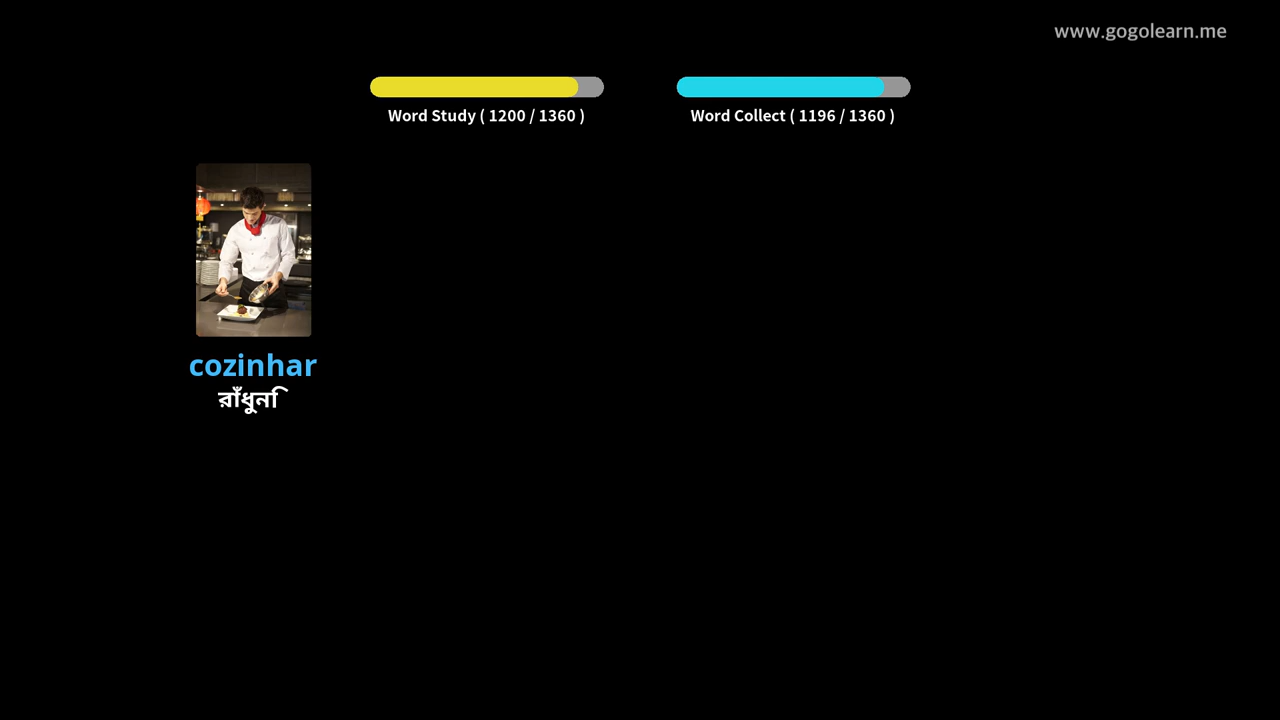 www.gogolearn.me
Word Study ( 1200 / 1360 )
Word Collect ( 1196 / 1360 )
cozinhar
রাঁধুনি